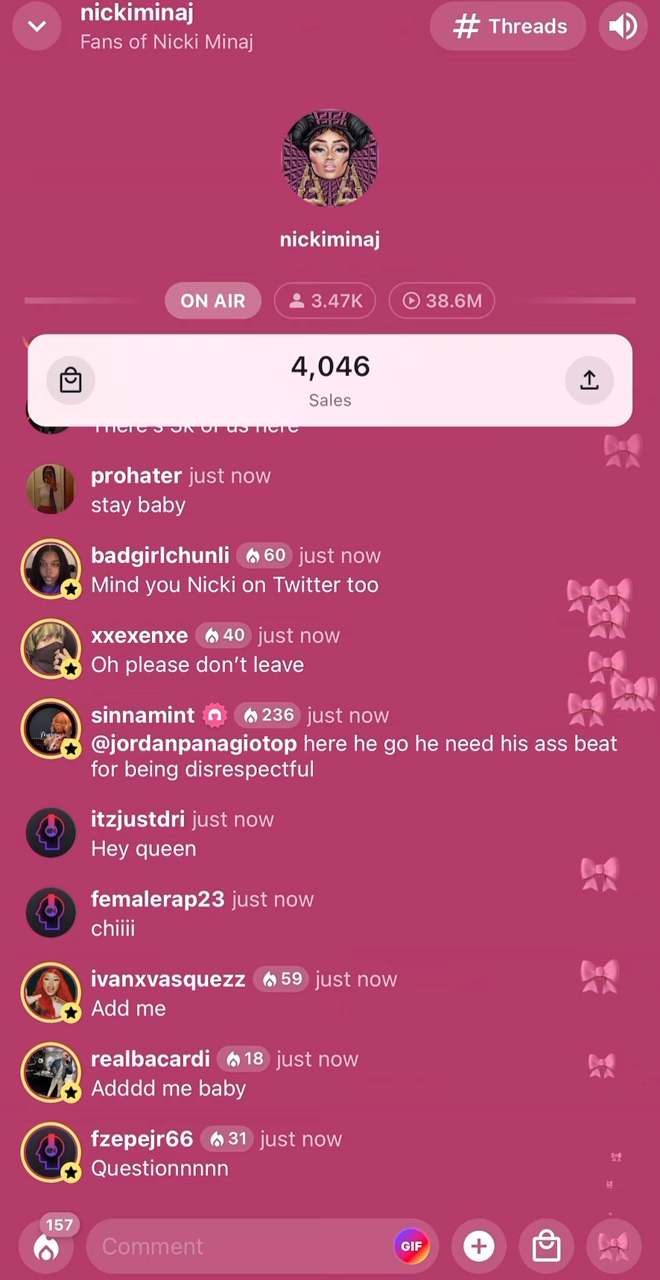 nickiminaj
Fans of Nicki Minaj
# Threads
nickiminaj
ON AIR
3.47K
38.6M
4,046
Sales
There's 5k of us here
prohater just now
stay baby
badgirlchunli 60 just now
Mind you Nicki on Twitter too
xxexenxe 40 just now
Oh please don’t leave
sinnamint 236 just now
@jordanpanagiotop here he go he need his ass beat
for being disrespectful
itzjustdri just now
Hey queen
femalerap23 just now
chiiii
ivanxvasquezz 59 just now
Add me
realbacardi 18 just now
Adddd me baby
fzepejr66 31 just now
Questionnnnn
157
Comment
GIF